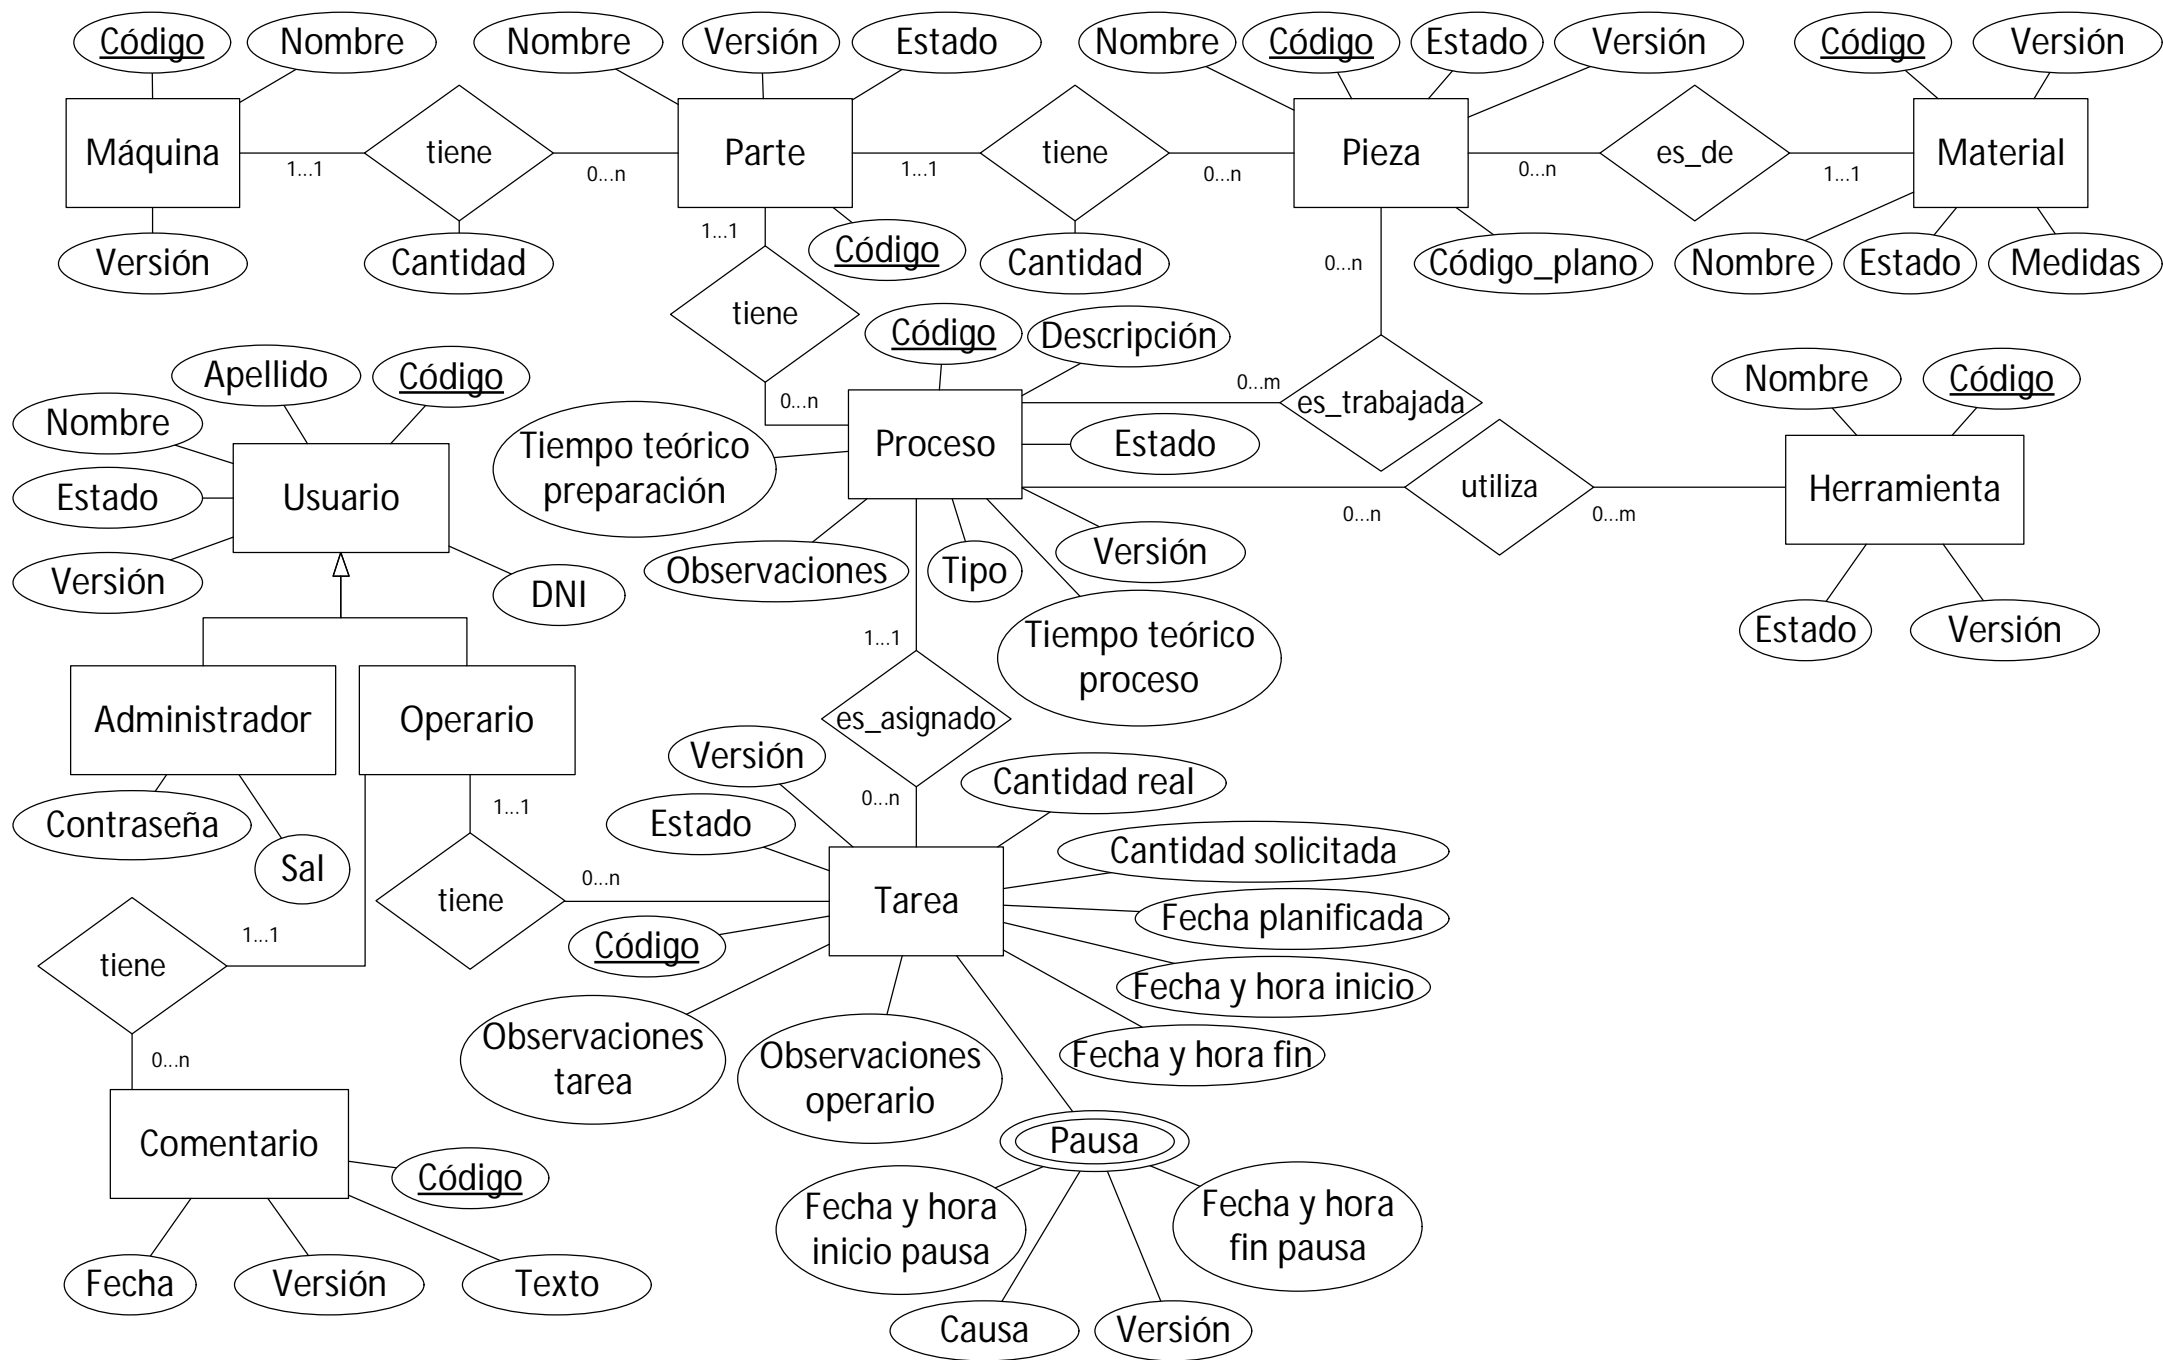 Código
Nombre
Nombre
Versión
Estado
Nombre
Código
Estado
Versión
Código
Versión
Máquina
tiene
Parte
tiene
Pieza
es_de
Material
1...1
0...n
1...1
0...n
0...n
1...1
Versión
Cantidad
1...1
Código
Cantidad
0...n
Código_plano
Nombre
Estado
Medidas
tiene
Código
Descripción
Apellido
Código
0...n
0...m
es_trabajada
Nombre
Código
Nombre
Tiempo teórico
preparación
Proceso
Estado
Estado
Usuario
utiliza
Herramienta
0...n
0...m
Versión
DNI
Observaciones
Tipo
Versión
1...1
Tiempo teórico
proceso
Estado
Versión
Administrador
Operario
es_asignado
Versión
0...n
Cantidad real
Contraseña
1...1
Estado
Cantidad solicitada
Sal
tiene
0...n
Tarea
Fecha planificada
tiene
1...1
Código
Fecha y hora inicio
Observaciones
tarea
Observaciones
operario
Fecha y hora fin
0...n
Comentario
Código
Pausa
Fecha y hora
inicio pausa
Fecha y hora
fin pausa
Fecha
Versión
Texto
Causa
Versión